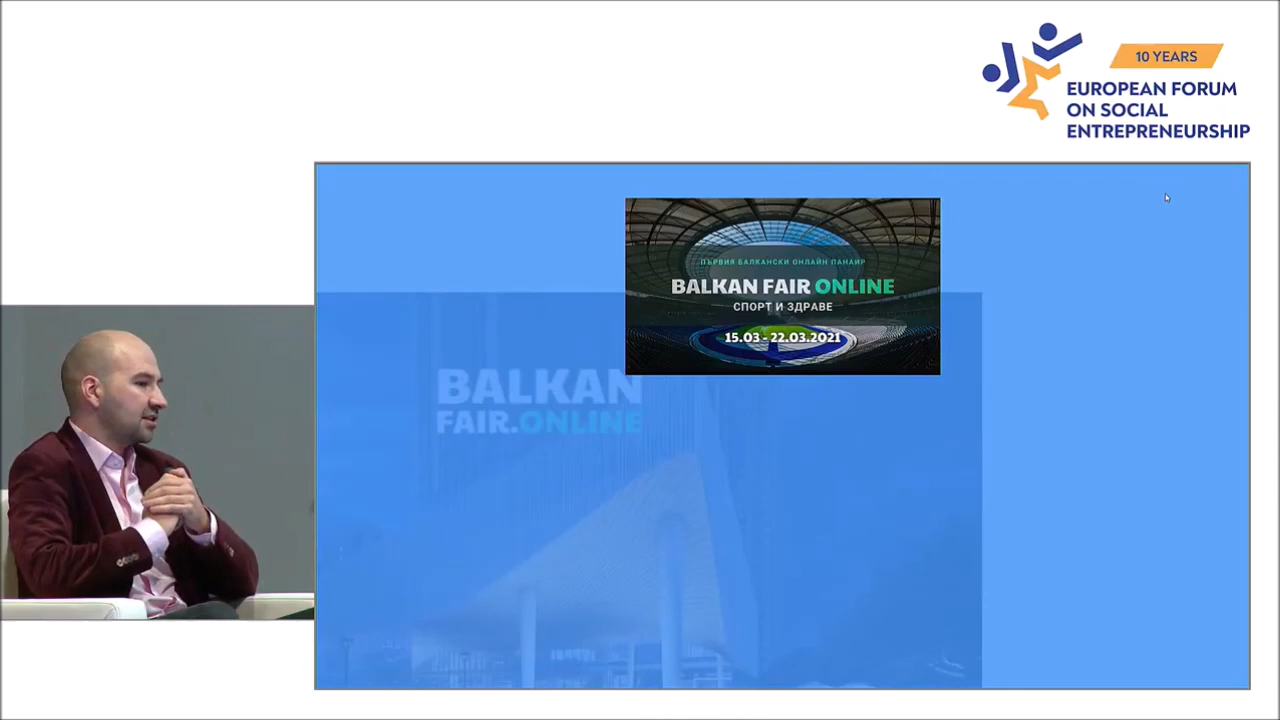 10 YEARS
EUROPEAN FORUM
ON SOCIAL
ENTREPRENEURSHIP
ПЪРВИЯ БАЛКАНСКИ ОНЛАЙН ПАНАИР
BALKAN FAIR ONLINE
СПОРТ И ЗДРАВЕ
15.03 - 22.03.2021
BALKAN
FAIR.ONLINE